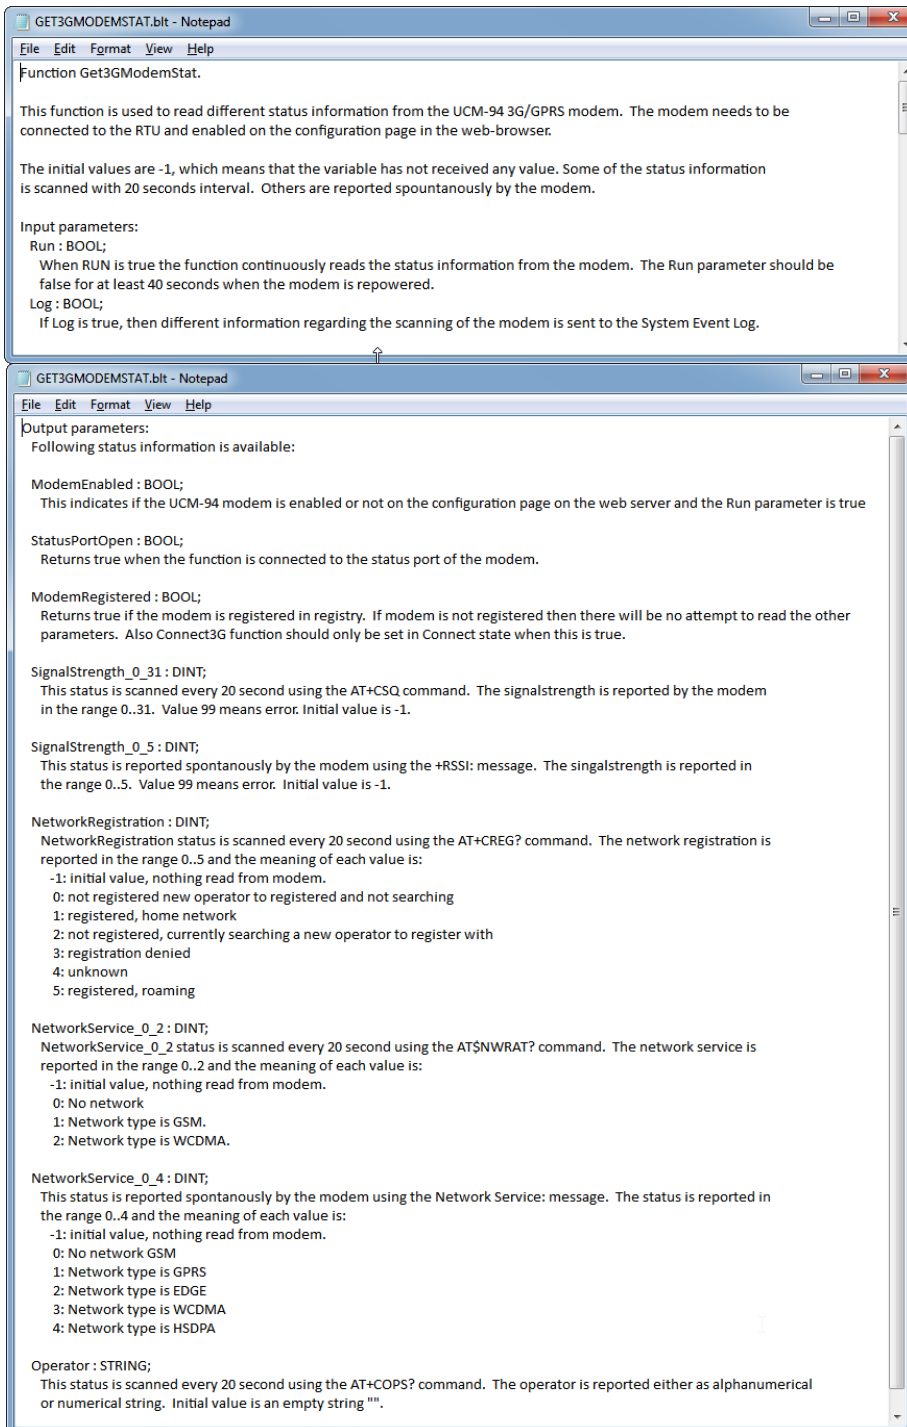 GET3GMODEMSTAT.blt - Notepad
File Edit Format View Help
Function Get3GModemStat.
This function is used to read different status information from the UCM-94 3G/GPRS modem. The modem needs to be
connected to the RTU and enabled on the configuration page in the web-browser.
The initial values are -1, which means that the variable has not received any value. Some of the status information
is scanned with 20 seconds interval. Others are reported spountanously by the modem.
Input parameters:
Run : BOOL;
When RUN is true the function continuously reads the status information from the modem. The Run parameter should be
false for at least 40 seconds when the modem is repowered.
Log : BOOL;
If Log is true, then different information regarding the scanning of the modem is sent to the System Event Log.
GET3GMODEMSTAT.blt - Notepad
File Edit Format View Help
Output parameters:
Following status information is available:
ModemEnabled : BOOL;
This indicates if the UCM-94 modem is enabled or not on the configuration page on the web server and the Run parameter is true
StatusPortOpen : BOOL;
Returns true when the function is connected to the status port of the modem.
ModemRegistered : BOOL;
Returns true if the modem is registered in registry. If modem is not registered then there will be no attempt to read the other
parameters. Also Connect3G function should only be set in Connect state when this is true.
SignalStrength_0_31 : DINT;
This status is scanned every 20 second using the AT+CSQ command. The signalstrength is reported by the modem
in the range 0..31. Value 99 means error. Initial value is -1.
SignalStrength_0_5 : DINT;
This status is reported spontanously by the modem using the +RSSI: message. The singalstrength is reported in
the range 0..5. Value 99 means error. Initial value is -1.
NetworkRegistration : DINT;
NetworkRegistration status is scanned every 20 second using the AT+CREG? command. The network registration is
reported in the range 0..5 and the meaning of each value is:
-1: initial value, nothing read from modem.
0: not registered new operator to registered and not searching
1: registered, home network
2: not registered, currently searching a new operator to register with
3: registration denied
4: unknown
5: registered, roaming
NetworkService_0_2 : DINT;
NetworkService_0_2 status is scanned every 20 second using the AT$NWRAT? command. The network service is
reported in the range 0..2 and the meaning of each value is:
-1: initial value, nothing read from modem.
0: No network
1: Network type is GSM.
2: Network type is WCDMA.
NetworkService_0_4 : DINT;
This status is reported spontanously by the modem using the Network Service: message. The status is reported in
the range 0..4 and the meaning of each value is:
-1: initial value, nothing read from modem.
0: No network GSM
1: Network type is GPRS
2: Network type is EDGE
3: Network type is WCDMA
4: Network type is HSDPA
Operator : STRING;
This status is scanned every 20 second using the AT+COPS? command. The operator is reported either as alphanumerical
or numerical string. Initial value is an empty string "".